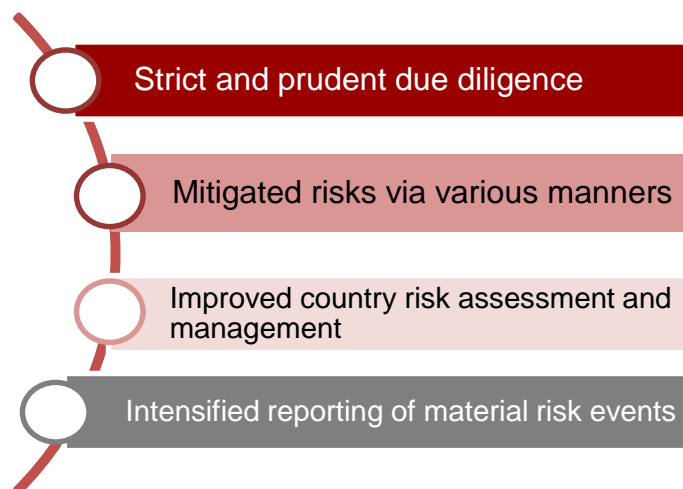 Strict and prudent due diligence
Mitigated risks via various manners
Improved country risk assessment and
management
Intensified reporting of material risk events